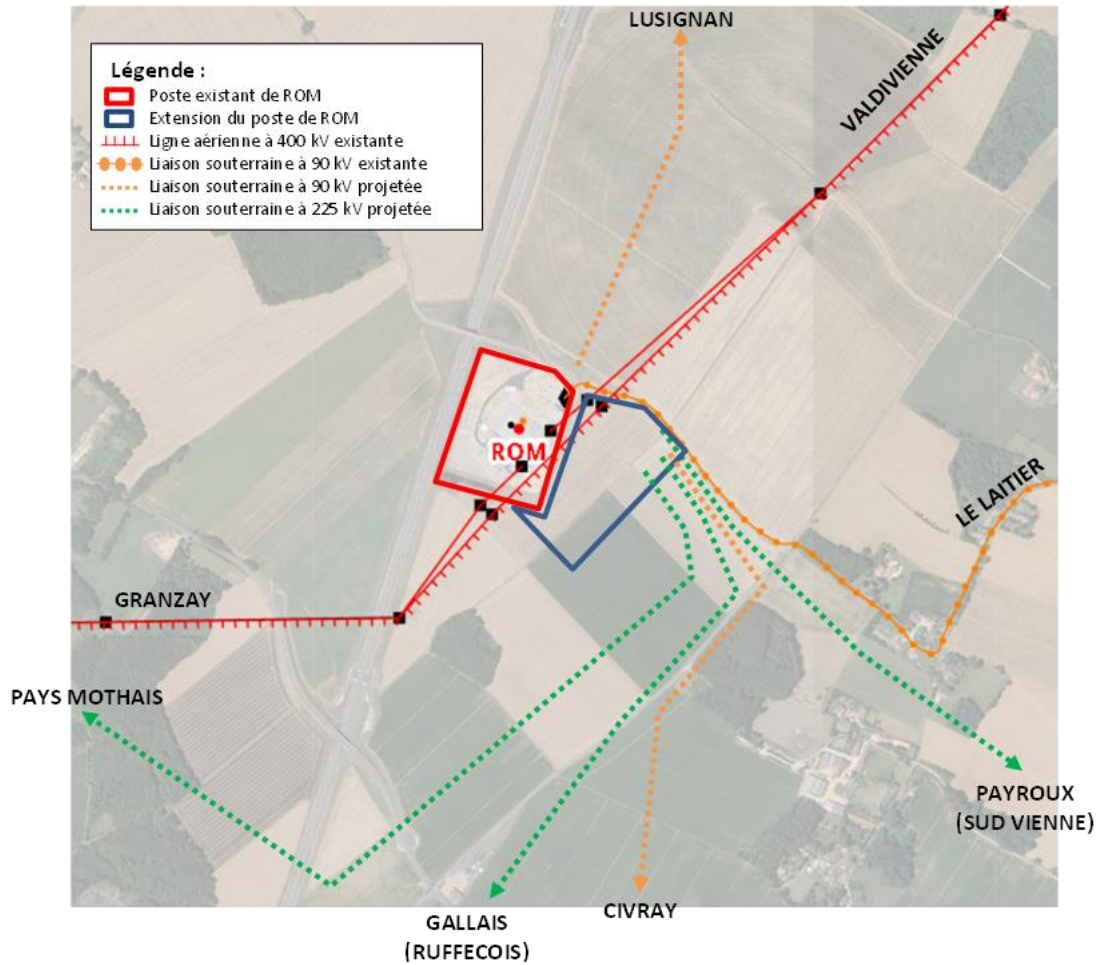 LUSIGNAN
VALDIVIENNE
Légende :
Poste existant de ROM
Extension du poste de ROM
Ligne aérienne à 400 kV existante
Liaison souterraine à 90 kV existante
Liaison souterraine à 90 kV projetée
Liaison souterraine à 225 kV projetée
ROM
LE LAITIER
GRANZAY
PAYS MOTHAIS
PAYROUX
(SUD VIENNE)
CIVRAY
GALLAIS
(RUFFECOIS)